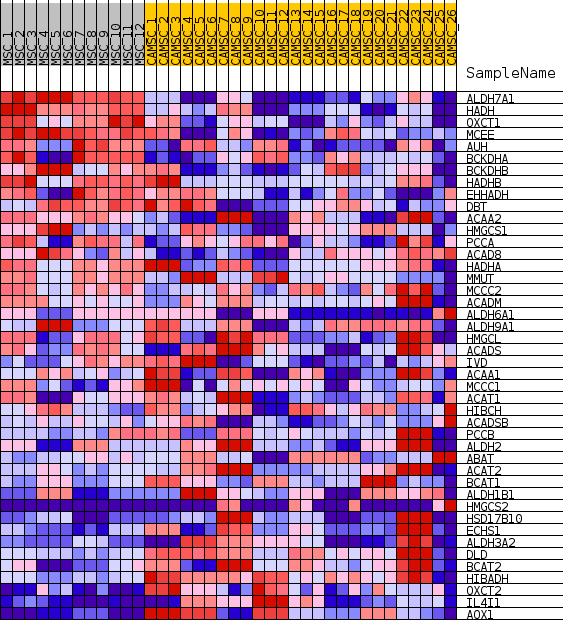 MSC_1
MSC_2
MSC_3
MSC_4
MSC_5
MSC_6
MSC_7
MSC_8
MSC_9
MSC_10
MSC_11
MSC_12
CAMSC_1
CAMSC_2
CAMSC_3
CAMSC_4
CAMSC_5
CAMSC_6
CAMSC_7
CAMSC_8
CAMSC_9
CAMSC_10
CAMSC_11
CAMSC_12
CAMSC_13
CAMSC_14
CAMSC_15
CAMSC_16
CAMSC_17
CAMSC_18
CAMSC_19
CAMSC_20
CAMSC_21
CAMSC_22
CAMSC_23
CAMSC_24
CAMSC_25
CAMSC_26
SampleName
ALDH7A1
HADH
OXCT1
MCEE
AUH
BCKDHA
BCKDHB
HADHB
EHHADH
DBT
ACAA2
HMGCS1
PCCA
ACAD8
HADHA
MMUT
MCCC2
ACADM
ALDH6A1
ALDH9A1
HMGCL
ACADS
IVD
ACAA1
MCCC1
ACAT1
HIBCH
ACADSB
PCCB
ALDH2
ABAT
ACAT2
BCAT1
ALDH1B1
HMGCS2
HSD17B10
ECHS1
ALDH3A2
DLD
BCAT2
HIBADH
OXCT2
IL4I1
AOX1